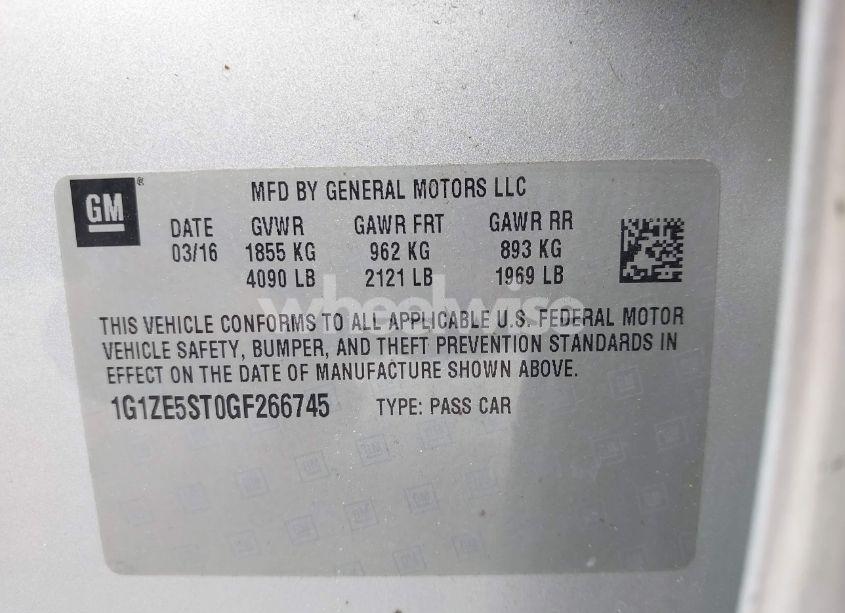 GM®
MFD BY GENERAL MOTORS LLC
DATE GVWR GAWR FRT GAWR RR
03/16 1855 KG 962 KG 893 KG
4090 LB 2121 LB 1969 LB
wheelwise
THIS VEHICLE CONFORMS TO ALL APPLICABLE U.S. FEDERAL MOTOR
VEHICLE SAFETY, BUMPER, AND THEFT PREVENTION STANDARDS IN
EFFECT ON THE DATE OF MANUFACTURE SHOWN ABOVE.
1G1ZE5ST0GF266745 TYPE: PASS CAR